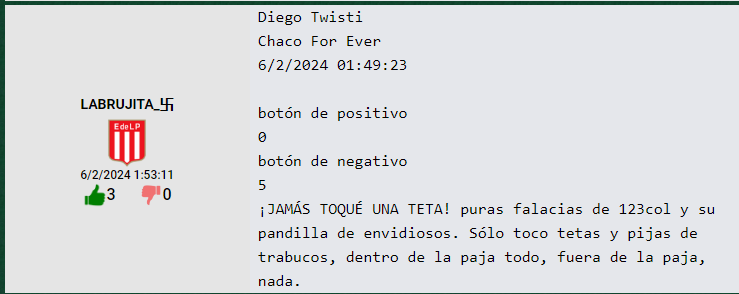 LABRUJITA_卐
EdeLP
6/2/2024 1:53:11
3
0
Diego Twisti
Chaco For Ever
6/2/2024 01:49:23
botón de positivo
0
botón de negativo
5
¡JAMÁS TOQUÉ UNA TETA! puras falacias de 123col y su
pandilla de envidiosos. Sólo toco tetas y pijas de
trabucos, dentro de la paja todo, fuera de la paja,
nada.